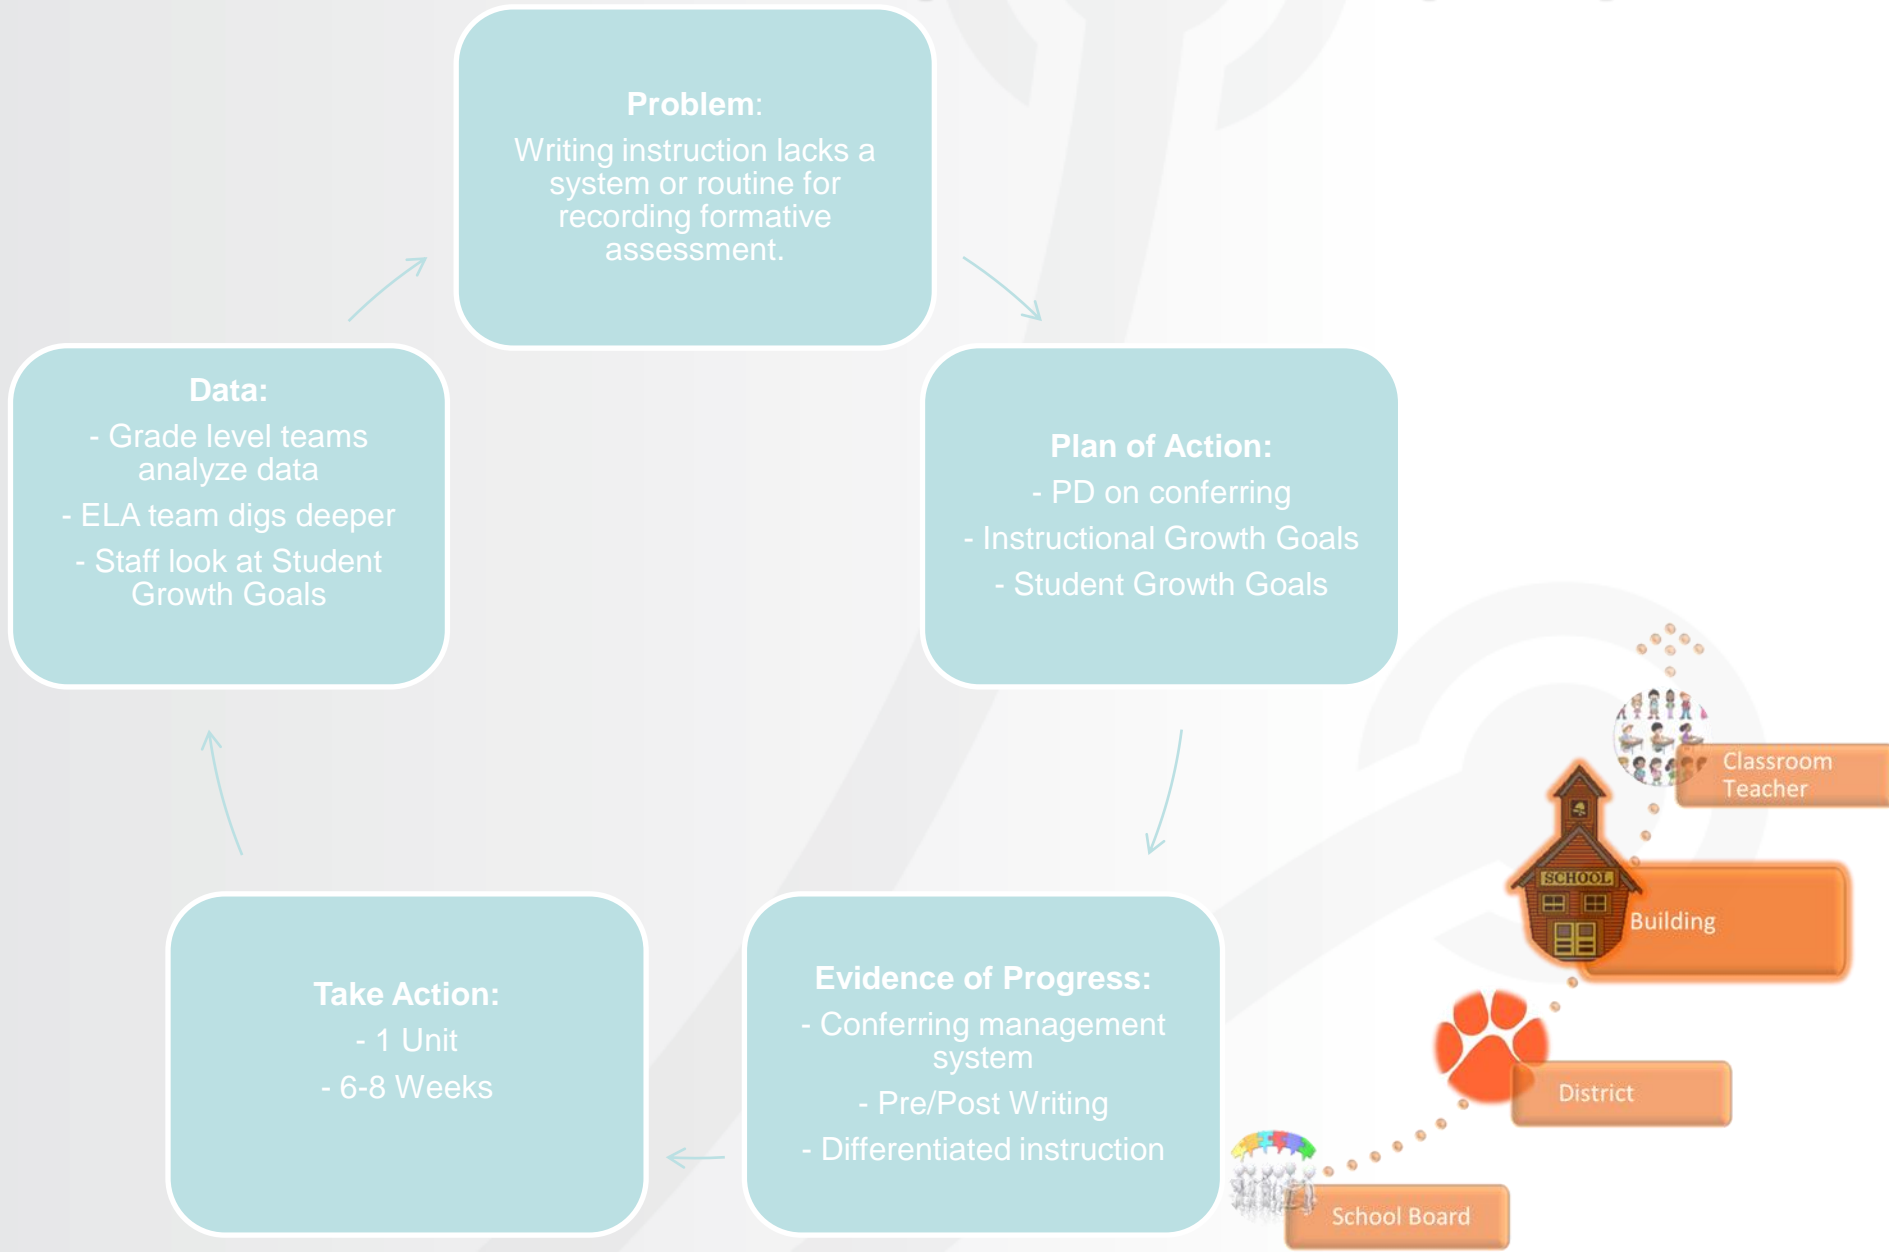 Problem:
Writing instruction lacks a
system or routine for
recording formative
assessment.
Plan of Action:
- PD on conferring
- Instructional Growth Goals
- Student Growth Goals
Evidence of Progress:
- Conferring management
system
- Pre/Post Writing
- Differentiated instruction
Take Action:
- 1 Unit
- 6-8 Weeks
Data:
- Grade level teams
analyze data
- ELA team digs deeper
- Staff look at Student
Growth Goals
Classroom
Teacher
SCHOOL
Building
District
School Board